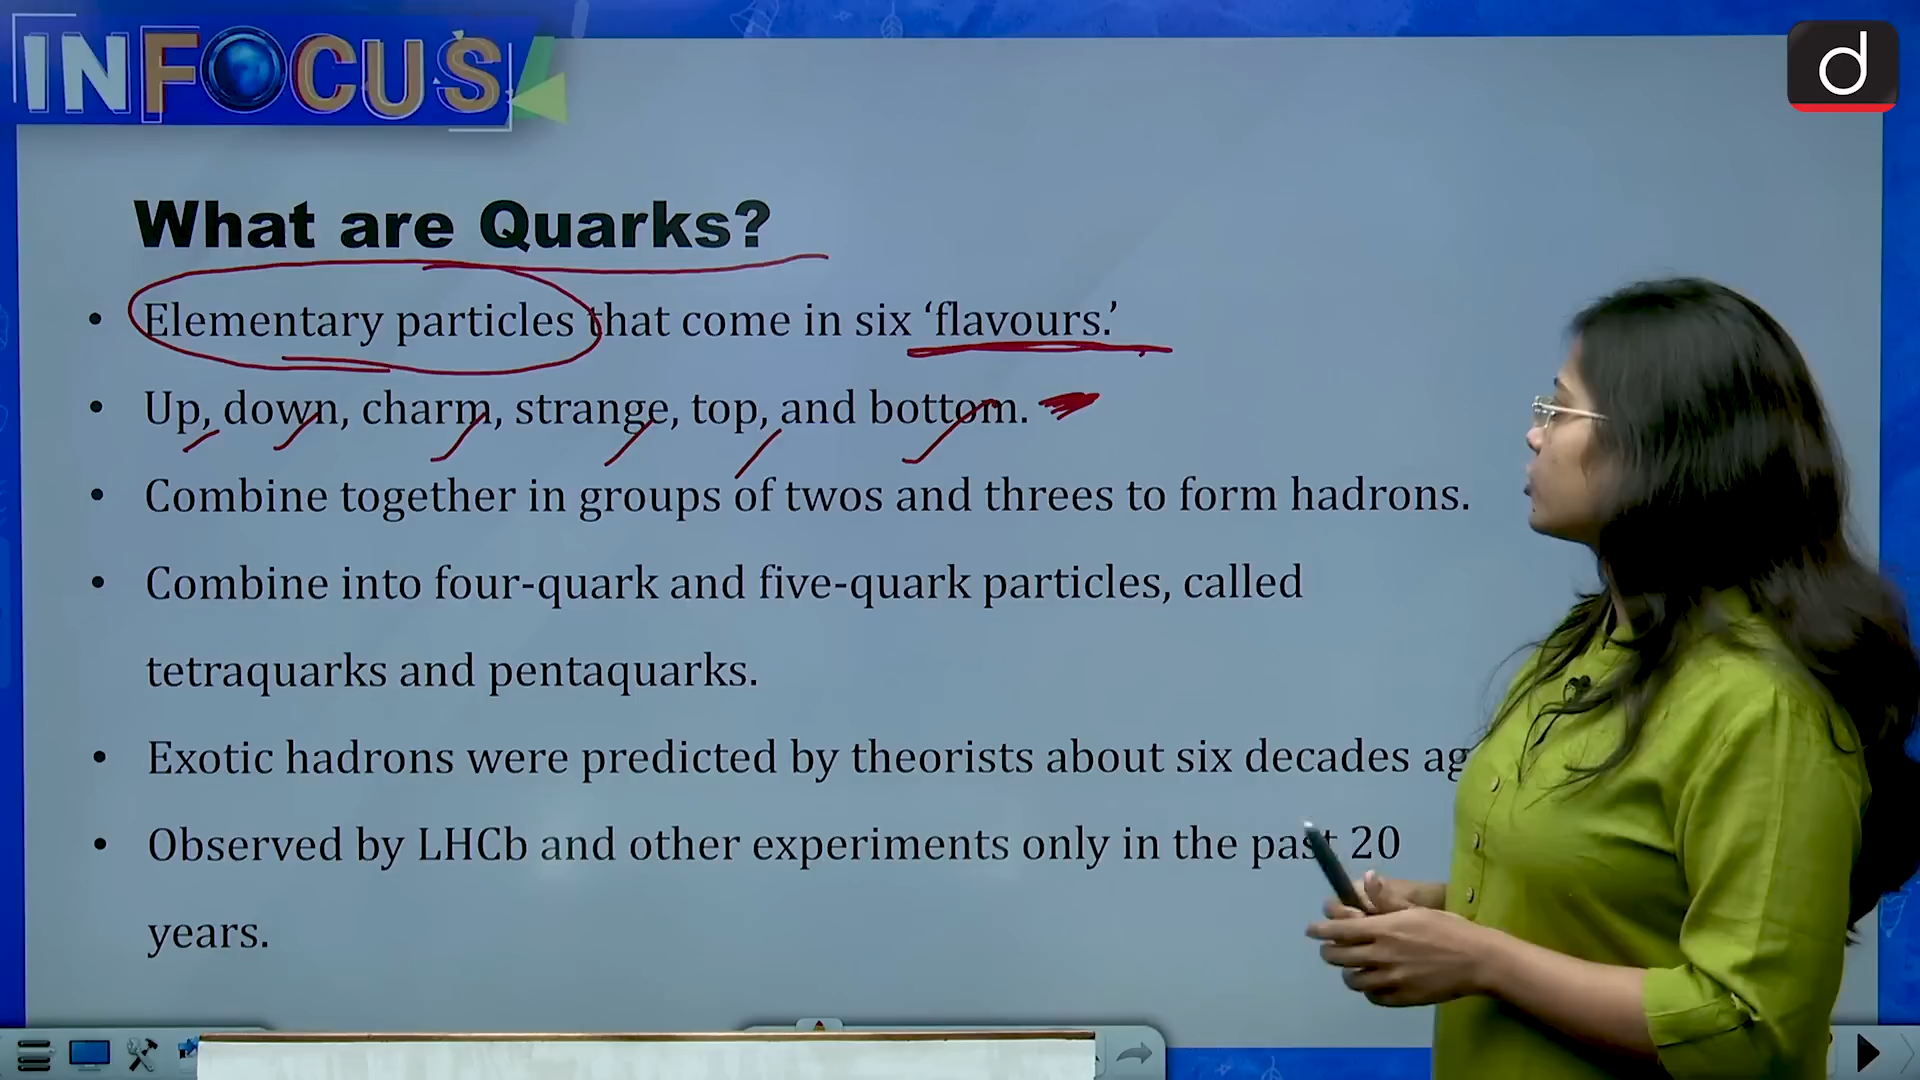 INFOCUS
d
What are Quarks?
• Elementary particles that come in six ‘flavours.’
• Up, down, charm, strange, top, and bottom.
• Combine together in groups of twos and threes to form hadrons.
• Combine into four-quark and five-quark particles, called
tetraquarks and pentaquarks.
• Exotic hadrons were predicted by theorists about six decades ag
• Observed by LHCb and other experiments only in the past 20
years.